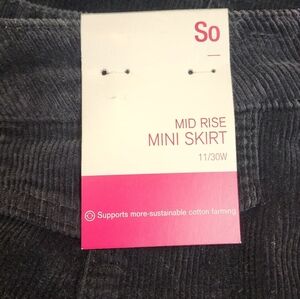 So
MID RISE
MINI SKIRT
11/30W
Supports more-sustainable cotton farming